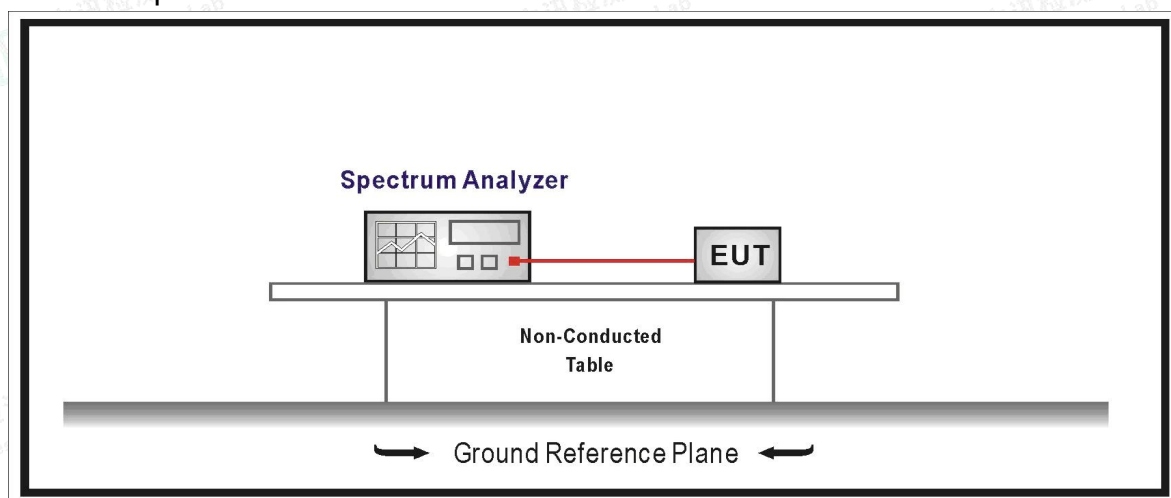 Spectrum Analyzer
EUT
Non-Conducted
Table
Ground Reference Plane